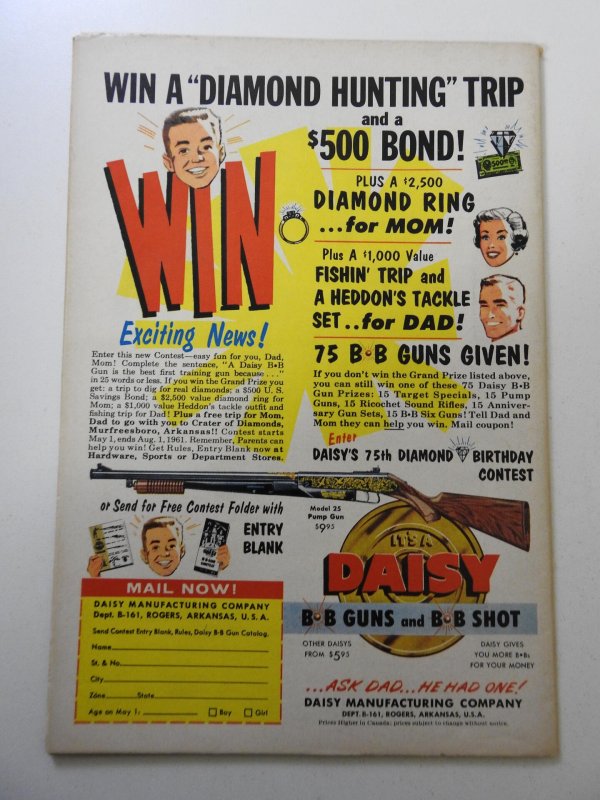 WIN A "DIAMOND HUNTING" TRIP
and a
$500 BOND!
$500
WIN
PLUS A $2,500
DIAMOND RING
...for MOM!
Plus A $1,000 Value
FISHIN' TRIP and
A HEDDON'S TACKLE
SET..for DAD!
Exciting News!
Enter this new Contest—easy fun for you, Dad,
Mom! Complete the sentence, "A Daisy B•B
Gun is the best first training gun because..."
in 25 words or less. If you win the Grand Prize you
get: a trip to dig for real diamonds; a $500 U. S.
Savings Bond; a $2,500 value diamond ring for
Mom; a $1,000 value Heddon's tackle outfit and
fishing trip for Dad! Plus a free trip for Mom,
Dad to go with you to Crater of Diamonds,
Murfreesboro, Arkansas!! Contest starts
May 1, ends Aug. 1, 1961. Remember, Parents can
help you win! Get Rules, Entry Blank now at
Hardware, Sports or Department Stores.
75 B•B GUNS GIVEN!
If you don't win the Grand Prize listed above,
you can still win one of these 75 Daisy B•B
Gun Prizes: 15 Target Specials, 15 Pump
Guns, 15 Ricochet Sound Rifles, 15 Anniver-
sary Gun Sets, 15 B•B Six Guns! Tell Dad and
Mom they can help you win. Mail coupon!
Enter
DAISY'S 75th DIAMOND BIRTHDAY
CONTEST
or Send for Free Contest Folder with
ENTRY
BLANK
Model 25
Pump Gun
$9.95
IT'S A
DAISY
B•B GUNS and B•B SHOT
OTHER DAISYS
FROM $5.95
DAISY GIVES
YOU MORE B•Bs
FOR YOUR MONEY
...ASK DAD...HE HAD ONE!
DAISY MANUFACTURING COMPANY
DEPT. B-161, ROGERS, ARKANSAS, U.S.A.
Prices Higher in Canada; prices subject to change without notice.
MAIL NOW!
DAISY MANUFACTURING COMPANY
Dept. B-161, ROGERS, ARKANSAS, U.S.A.
Send Contest Entry Blank, Rules, Daisy B-B Gun Catalog.
Name
St. & No.
City
Zone State
Age on May 1: Boy Girl